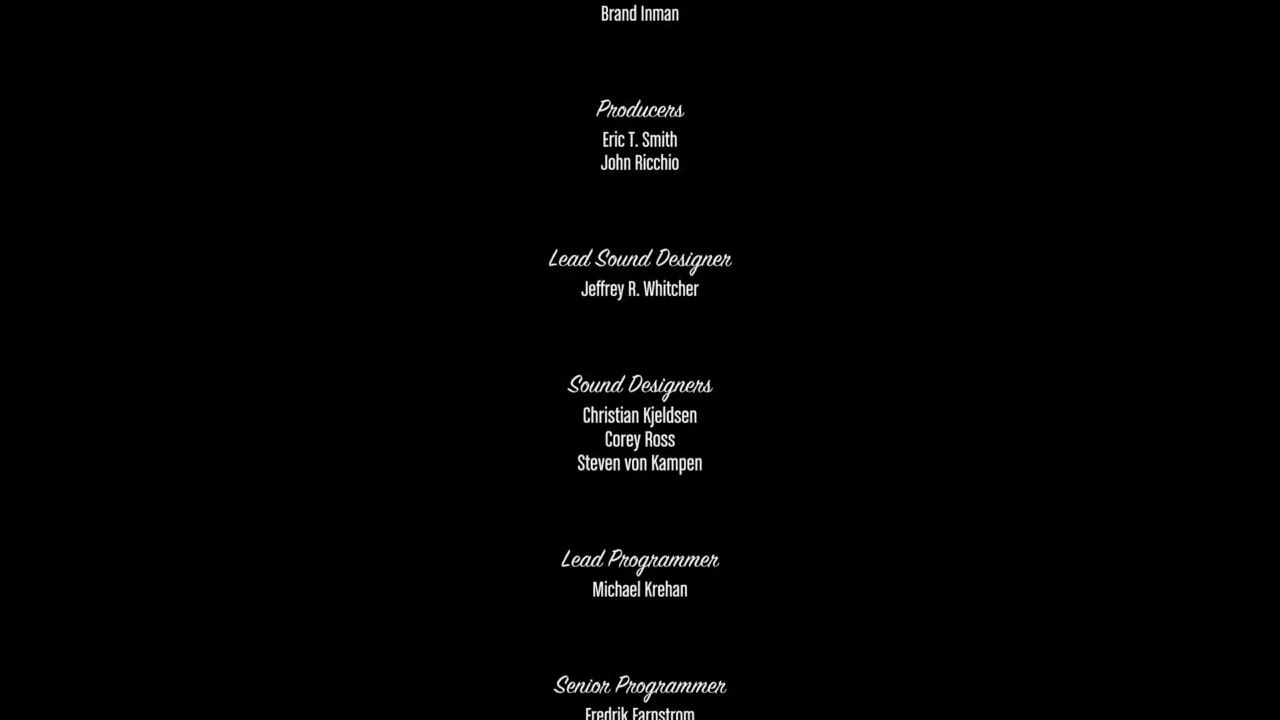 Brand Inman
Producers
Eric T. Smith
John Ricchio
Lead Sound Designer
Jeffrey R. Whitcher
Sound Designers
Christian Kjeldsen
Corey Ross
Steven von Kampen
Lead Programmer
Michael Krehan
Senior Programmer
Fredrik Farnstrom